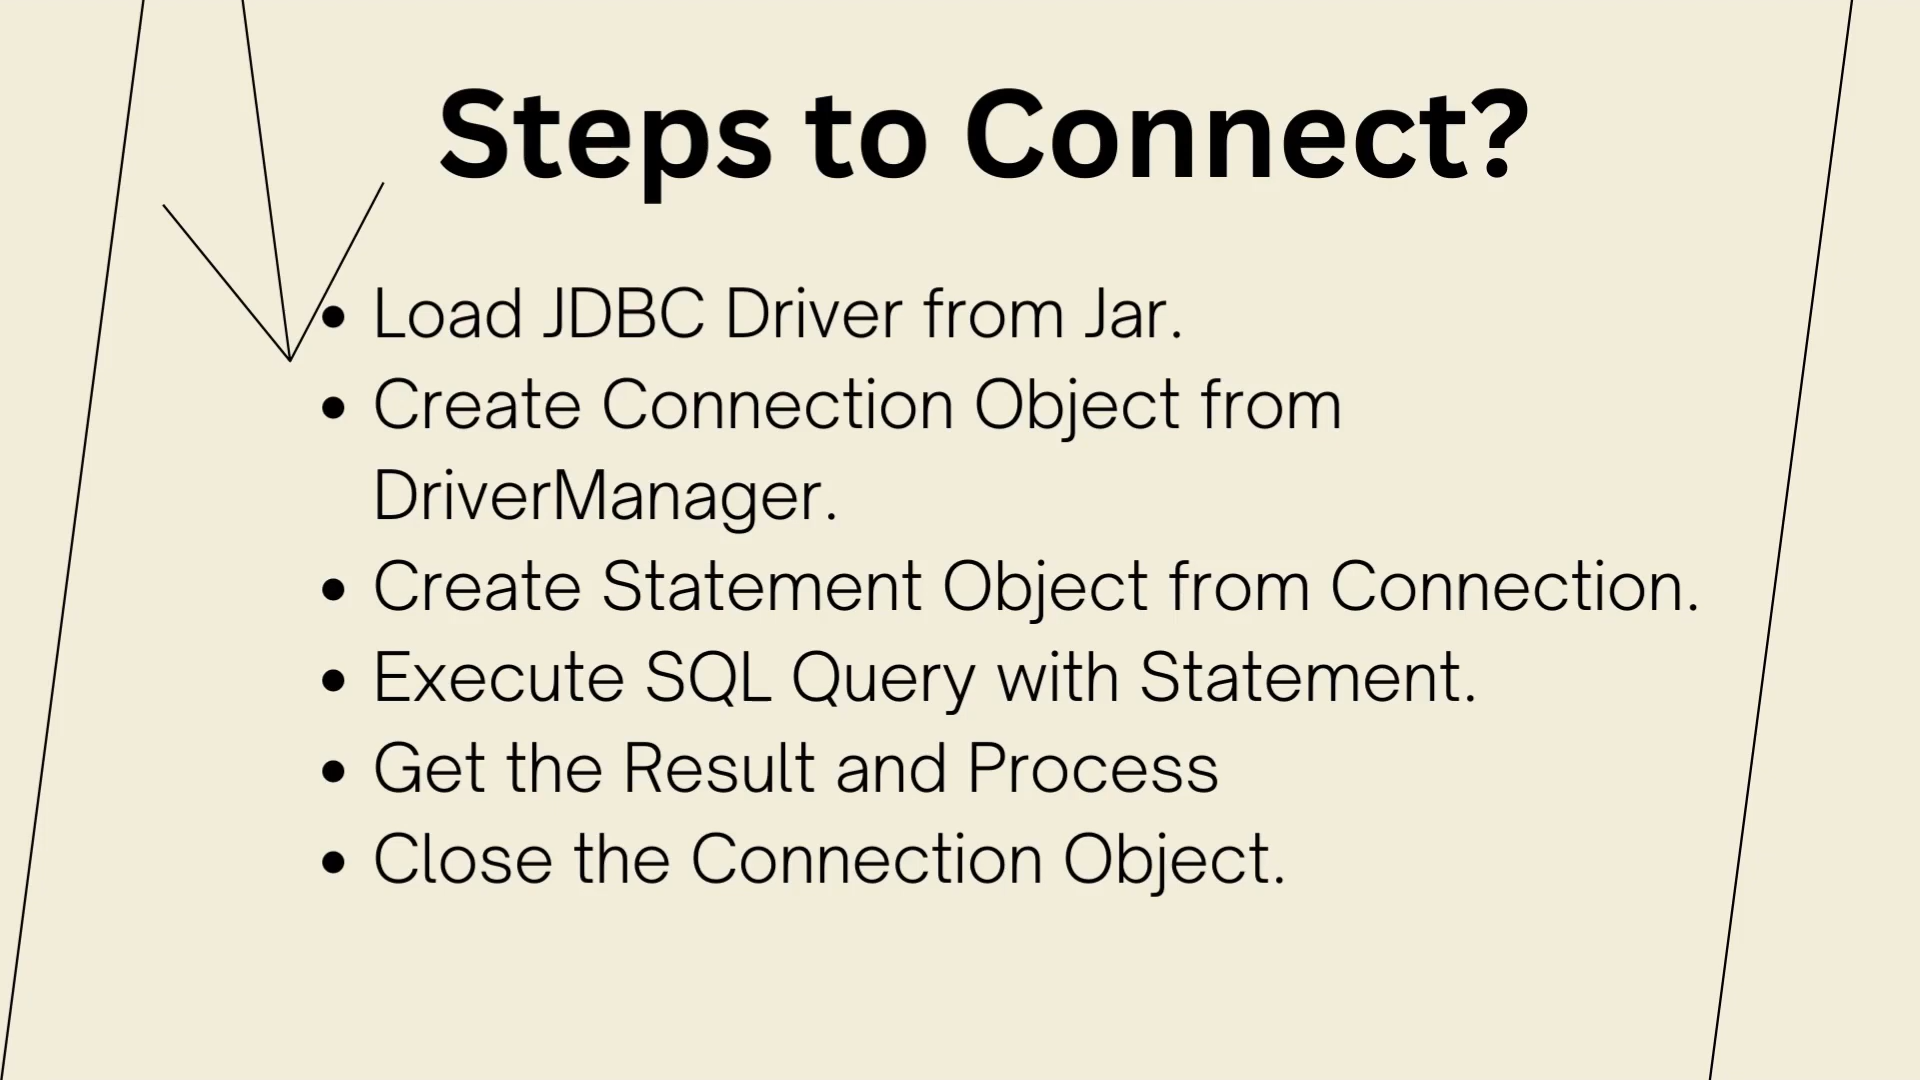 Steps to Connect?
• Load JDBC Driver from Jar.
• Create Connection Object from
DriverManager.
• Create Statement Object from Connection.
• Execute SQL Query with Statement.
• Get the Result and Process
• Close the Connection Object.